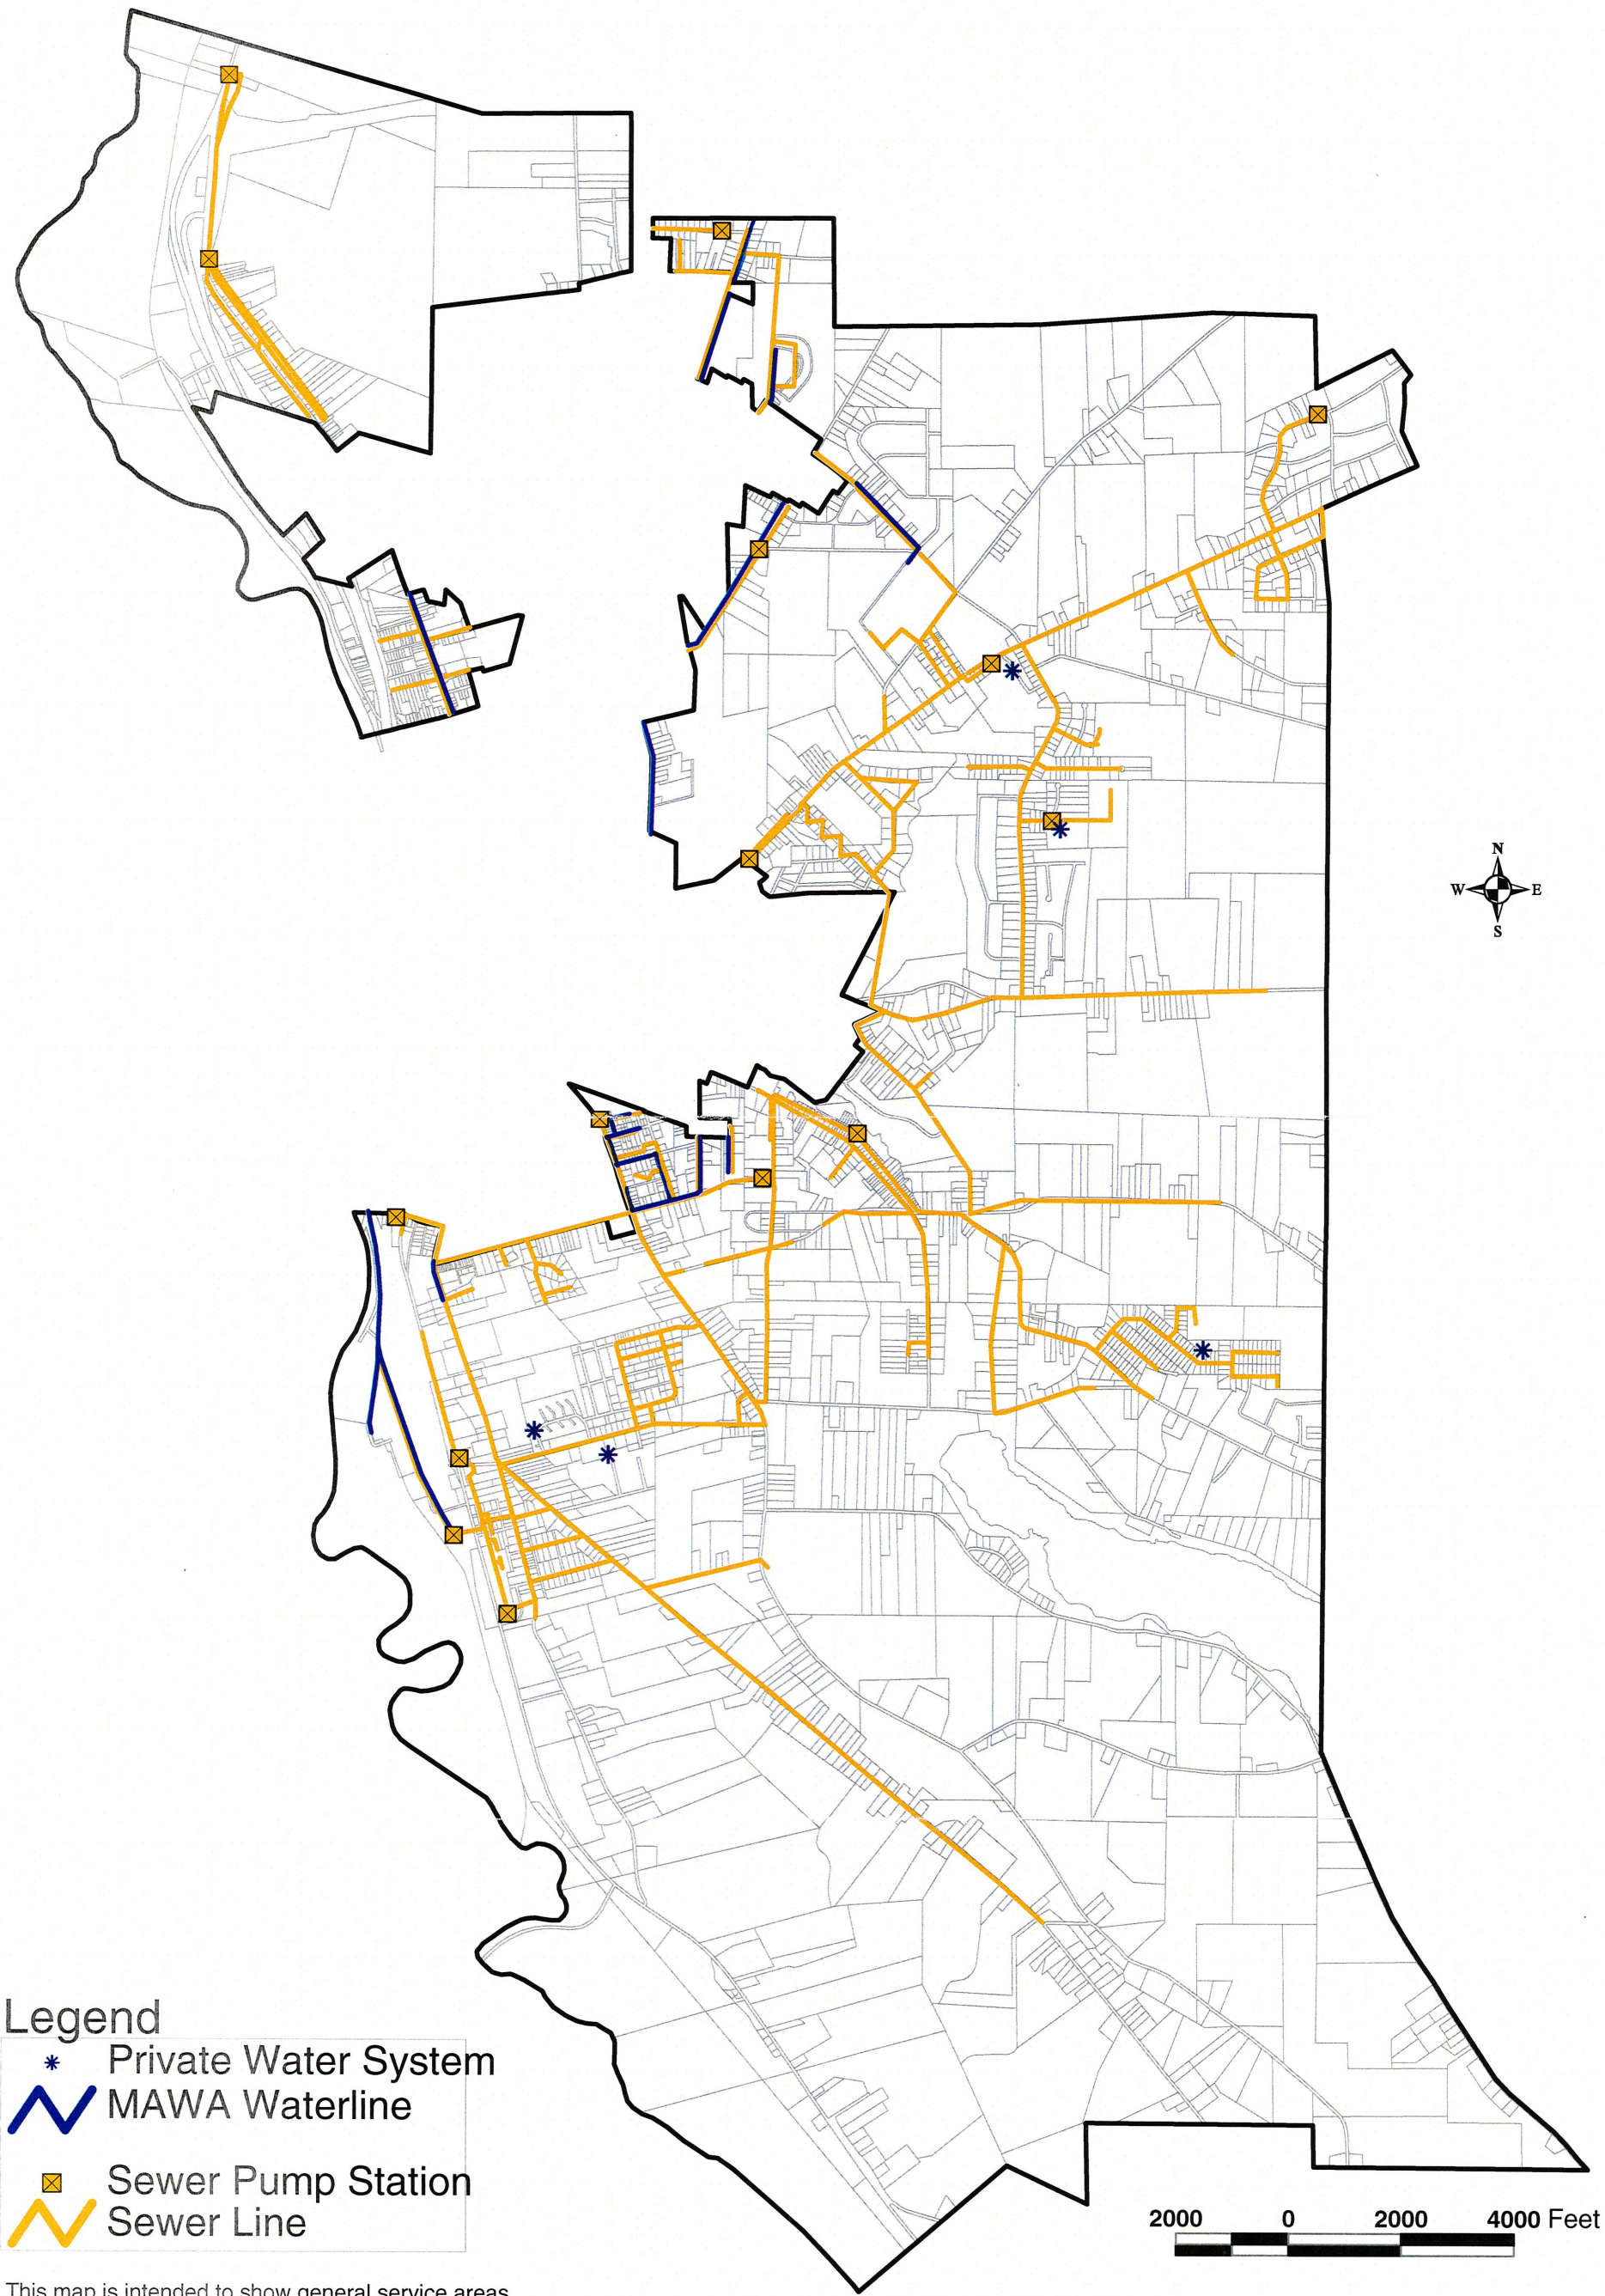 N
W E
S
Legend
Private Water System
MAWA Waterline
Sewer Pump Station
Sewer Line
2000 0 2000 4000 Feet
This map is intended to show general service areas